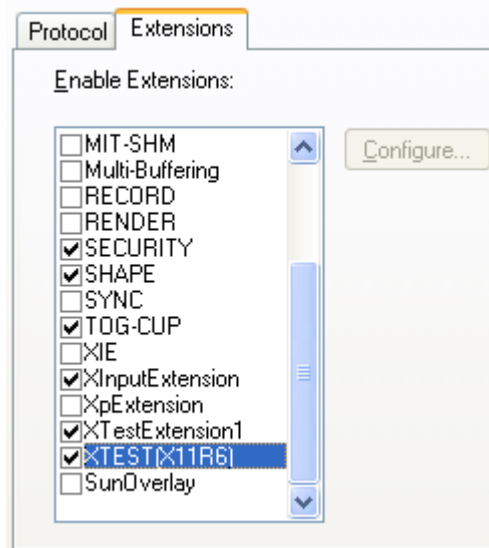 Protocol Extensions
Enable Extensions:
MIT-SHM
Configure...
Multi-Buffering
RECORD
RENDER
SECURITY
SHAPE
SYNC
TOG-CUP
XIE
XInputExtension
XpExtension
XTestExtension1
XTEST(X11R6)
SunOverlay